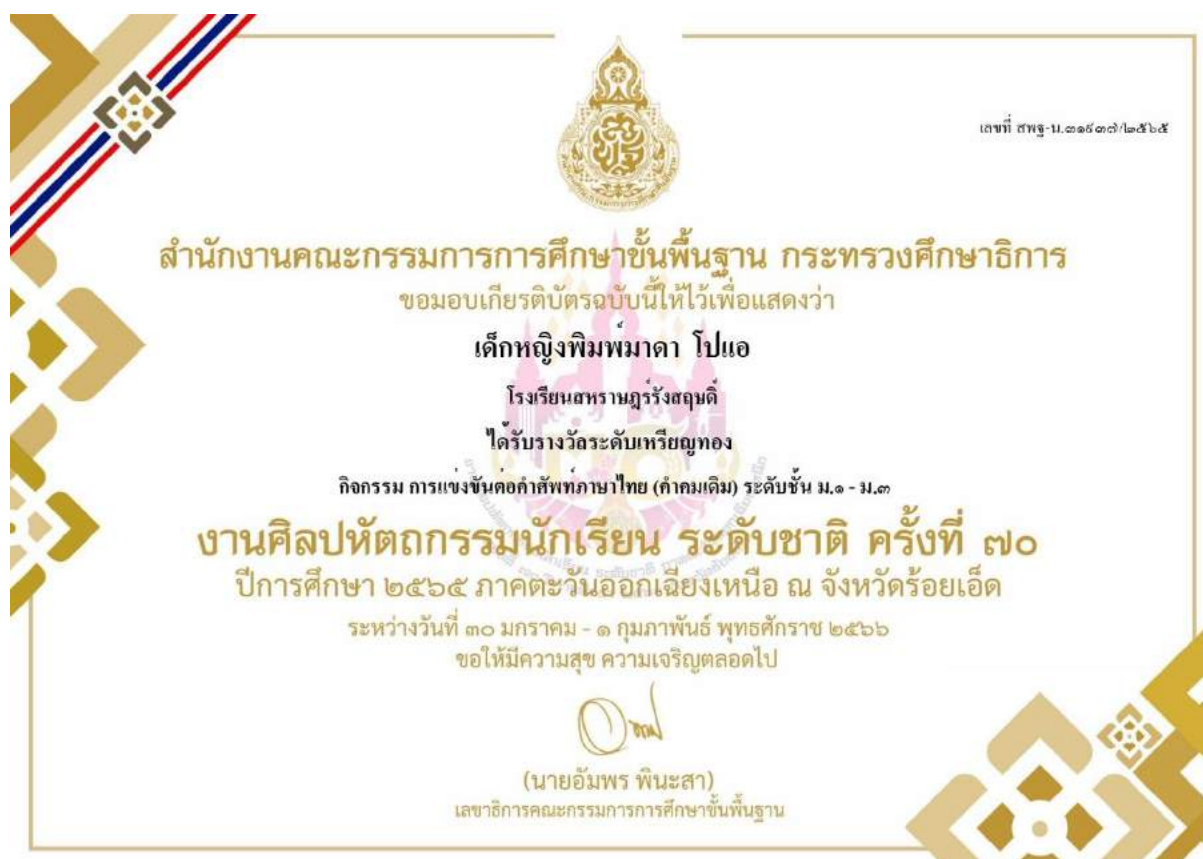 เลขที่ สพฐ-น.๓๑๕๓๗/๒๕๖๕
สำนักงานคณะกรรมการการศึกษาขั้นพื้นฐาน กระทรวงศึกษาธิการ
ขอมอบเกียรติบัตรฉบับนี้ให้ไว้เพื่อแสดงว่า
เด็กหญิงพิมพ์มาดา โปแอ
โรงเรียนสหราษฎร์รังสฤษดิ์
ได้รับรางวัลระดับเหรียญทอง
กิจกรรม การแข่งขันต่อคำศัพท์ภาษาไทย (คำคมเดิม) ระดับชั้น ม.๑ - ม.๓
งานศิลปหัตถกรรมนักเรียน ระดับชาติ ครั้งที่ ๗๐
ปีการศึกษา ๒๕๖๕ ภาคตะวันออกเฉียงเหนือ ณ จังหวัดร้อยเอ็ด
ระหว่างวันที่ ๓๐ มกราคม - ๑ กุมภาพันธ์ พุทธศักราช ๒๕๖๖
ขอให้มีความสุข ความเจริญตลอดไป
(นายอัมพร พินะสา)
เลขาธิการคณะกรรมการการศึกษาขั้นพื้นฐาน